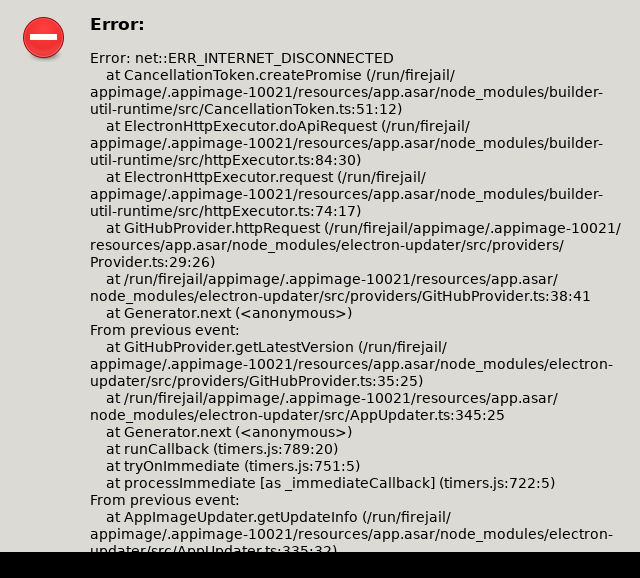 Error:
Error: net::ERR_INTERNET_DISCONNECTED
at CancellationToken.createPromise (/run/firejail/
appimage/.appimage-10021/resources/app.asar/node_modules/builder-
util-runtime/src/CancellationToken.ts:51:12)
at ElectronHttpExecutor.doApiRequest (/run/firejail/
appimage/.appimage-10021/resources/app.asar/node_modules/builder-
util-runtime/src/httpExecutor.ts:84:30)
at ElectronHttpExecutor.request (/run/firejail/
appimage/.appimage-10021/resources/app.asar/node_modules/builder-
util-runtime/src/httpExecutor.ts:74:17)
at GitHubProvider.httpRequest (/run/firejail/appimage/.appimage-10021/
resources/app.asar/node_modules/electron-updater/src/providers/
Provider.ts:29:26)
at /run/firejail/appimage/.appimage-10021/resources/app.asar/
node_modules/electron-updater/src/providers/GitHubProvider.ts:38:41
at Generator.next (<anonymous>)
From previous event:
at GitHubProvider.getLatestVersion (/run/firejail/
appimage/.appimage-10021/resources/app.asar/node_modules/electron-
updater/src/providers/GitHubProvider.ts:35:25)
at /run/firejail/appimage/.appimage-10021/resources/app.asar/
node_modules/electron-updater/src/AppUpdater.ts:345:25
at Generator.next (<anonymous>)
at runCallback (timers.js:789:20)
at tryOnImmediate (timers.js:751:5)
at processImmediate [as _immediateCallback] (timers.js:722:5)
From previous event:
at AppImageUpdater.getUpdateInfo (/run/firejail/
appimage/.appimage-10021/resources/app.asar/node_modules/electron-
updater/src/AppUpdater.ts:335:32)